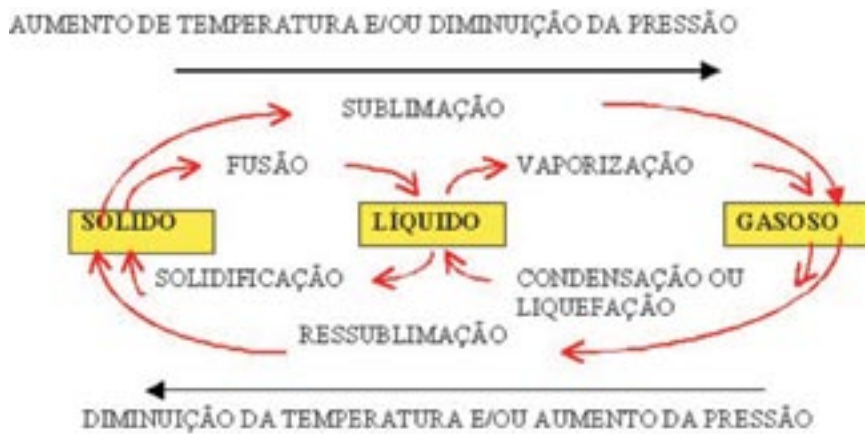 AUMENTO DE TEMPERATURA E/OU DIMINUIÇÃO DA PRESSÃO
SUBLIMAÇÃO
FUSÃO
VAPORIZAÇÃO
SÓLIDO
LÍQUIDO
GASOSO
SOLIDIFICAÇÃO
CONDENSAÇÃO OU
LIQUEFAÇÃO
RESSUBLIMAÇÃO
DIMINUIÇÃO DA TEMPERATURA E/OU AUMENTO DA PRESSÃO